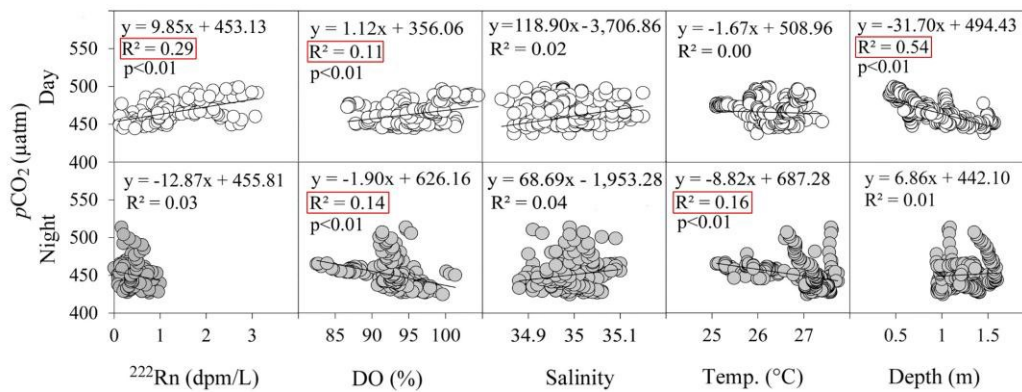 y = 9.85x + 453.13
R² = 0.29
p<0.01
y = 1.12x + 356.06
R² = 0.11
p<0.01
y=118.90x -3,706.86
R² = 0.02
y = -1.67x + 508.96
R² = 0.00
y = -31.70x + 494.43
R² = 0.54
p<0.01
550
500
450
400
Day
pCO₂ (µatm)
y = -12.87x + 455.81
R² = 0.03
y = -1.90x + 626.16
R² = 0.14
p<0.01
y = 68.69x - 1,953.28
R² = 0.04
y = -8.82x + 687.28
R² = 0.16
p<0.01
y = 6.86x + 442.10
R² = 0.01
Night
550
500
450
400
0 1 2 3
85 90 95 100
34.9 35 35.1
25 26 27
0.5 1 1.5
²²²Rn (dpm/L)
DO (%)
Salinity
Temp. (°C)
Depth (m)